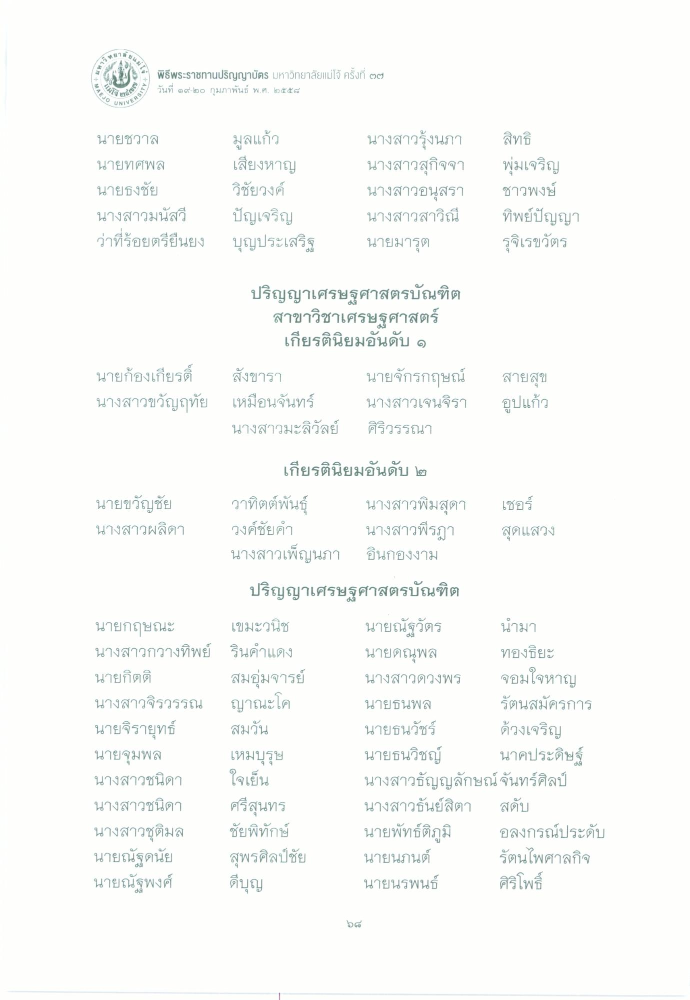 มหาวิทยาลัยแม่โจ้
แม่โจ้ ๒๔๗๗
MAEJO UNIVERSITY
พิธีพระราชทานปริญญาบัตร มหาวิทยาลัยแม่โจ้ ครั้งที่ ๓๗
วันที่ ๑๙-๒๐ กุมภาพันธ์ พ.ศ. ๒๕๕๘
นายชวาล มูลแก้ว นางสาวรุ้งนภา สิทธิ
นายทศพล เสียงหาญ นางสาวสุกิจจา พุ่มเจริญ
นายธงชัย วิชัยวงค์ นางสาวอนุสรา ชาวพงษ์
นางสาวมนัสวี ปัญเจริญ นางสาวสาวิณี ทิพย์ปัญญา
ว่าที่ร้อยตรียืนยง บุญประเสริฐ นายมารุต รุจิเรขวัตร
ปริญญาเศรษฐศาสตรบัณฑิต
สาขาวิชาเศรษฐศาสตร์
เกียรตินิยมอันดับ ๑
นายก้องเกียรติ์ สังขารา นายจักรกฤษณ์ สายสุข
นางสาวขวัญฤทัย เหมือนจันทร์ นางสาวเจนจิรา อูปแก้ว
นางสาวมะลิวัลย์ ศิริวรรณา
เกียรตินิยมอันดับ ๒
นายขวัญชัย วาทิตต์พันธุ์ นางสาวพิมสุดา เชอร์
นางสาวผลิดา วงค์ชัยคำ นางสาวพีรฎา สุดแสวง
นางสาวเพ็ญนภา อินกองงาม
ปริญญาเศรษฐศาสตรบัณฑิต
นายกฤษณะ เขมะวนิช นายณัฐวัตร นำมา
นางสาวกวางทิพย์ รินคำแดง นายดณุพล ทองธิยะ
นายกิตติ สมอุ่มจารย์ นางสาวดวงพร จอมใจหาญ
นางสาวจิรวรรณ ญาณะโค นายธนพล รัตนสมัครการ
นายจิรายุทธ์ สมวัน นายธนวัชร์ ด้วงเจริญ
นายจุมพล เหมบุรุษ นายธนวิชญ์ นาคประดิษฐ์
นางสาวชนิดา ใจเย็น นางสาวธัญญลักษณ์ จันทร์ศิลป์
นางสาวชนิดา ศรีสุนทร นางสาวธันย์สิตา สดับ
นางสาวชุติมล ชัยพิทักษ์ นายพัทธ์ติภูมิ อลงกรณ์ประดับ
นายณัฐดนัย สุพรศิลป์ชัย นายนภนต์ รัตนไพศาลกิจ
นายณัฐพงศ์ ดีบุญ นายนรพนธ์ ศิริโพธิ์
๖๘